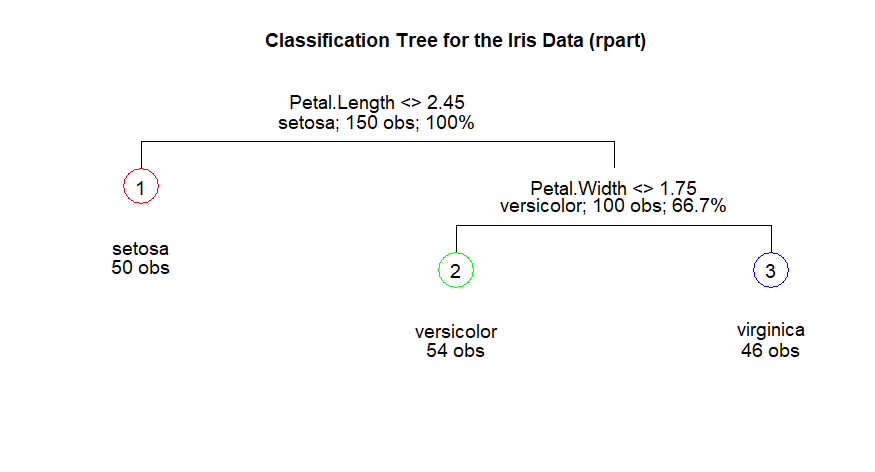 Classification Tree for the Iris Data (rpart)
Petal.Length <> 2.45
setosa; 150 obs; 100%
1
Petal.Width <> 1.75
versicolor; 100 obs; 66.7%
setosa
50 obs
2
3
versicolor
54 obs
virginica
46 obs